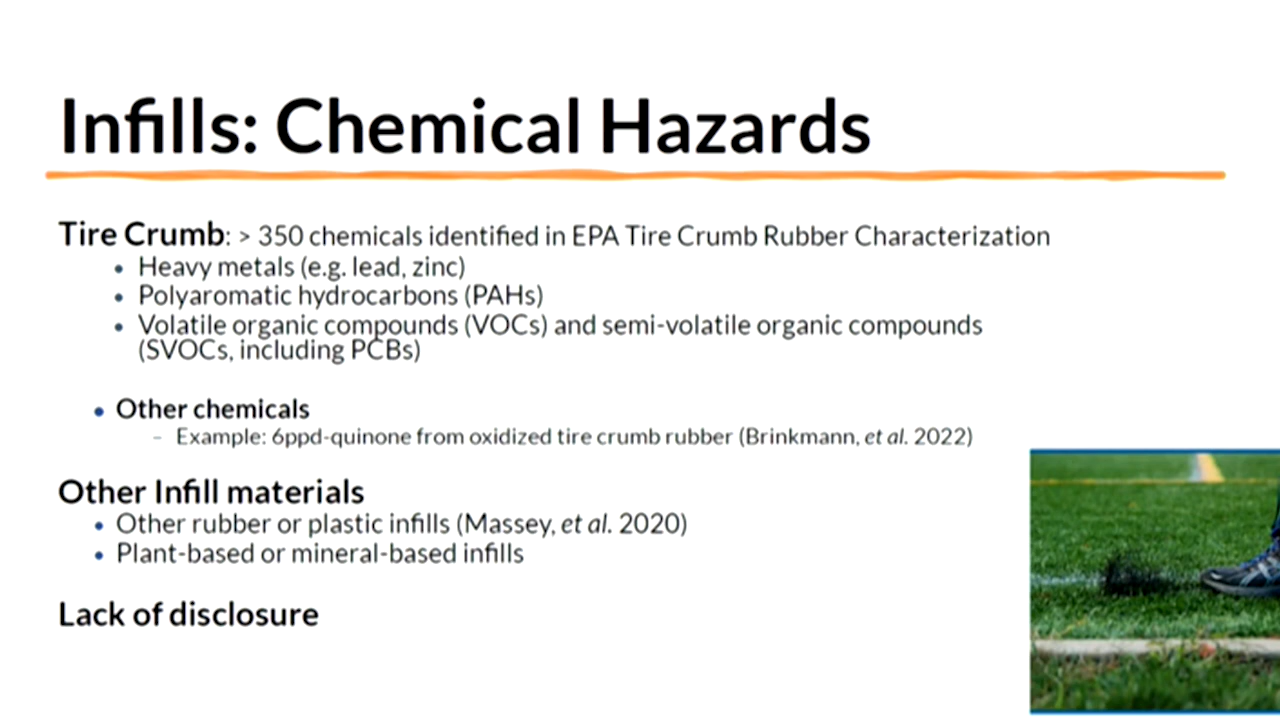 Infills: Chemical Hazards
Tire Crumb: > 350 chemicals identified in EPA Tire Crumb Rubber Characterization
• Heavy metals (e.g. lead, zinc)
• Polyaromatic hydrocarbons (PAHs)
• Volatile organic compounds (VOCs) and semi-volatile organic compounds
(SVOCs, including PCBs)
• Other chemicals
– Example: 6ppd-quinone from oxidized tire crumb rubber (Brinkmann, et al. 2022)
Other Infill materials
• Other rubber or plastic infills (Massey, et al. 2020)
• Plant-based or mineral-based infills
Lack of disclosure